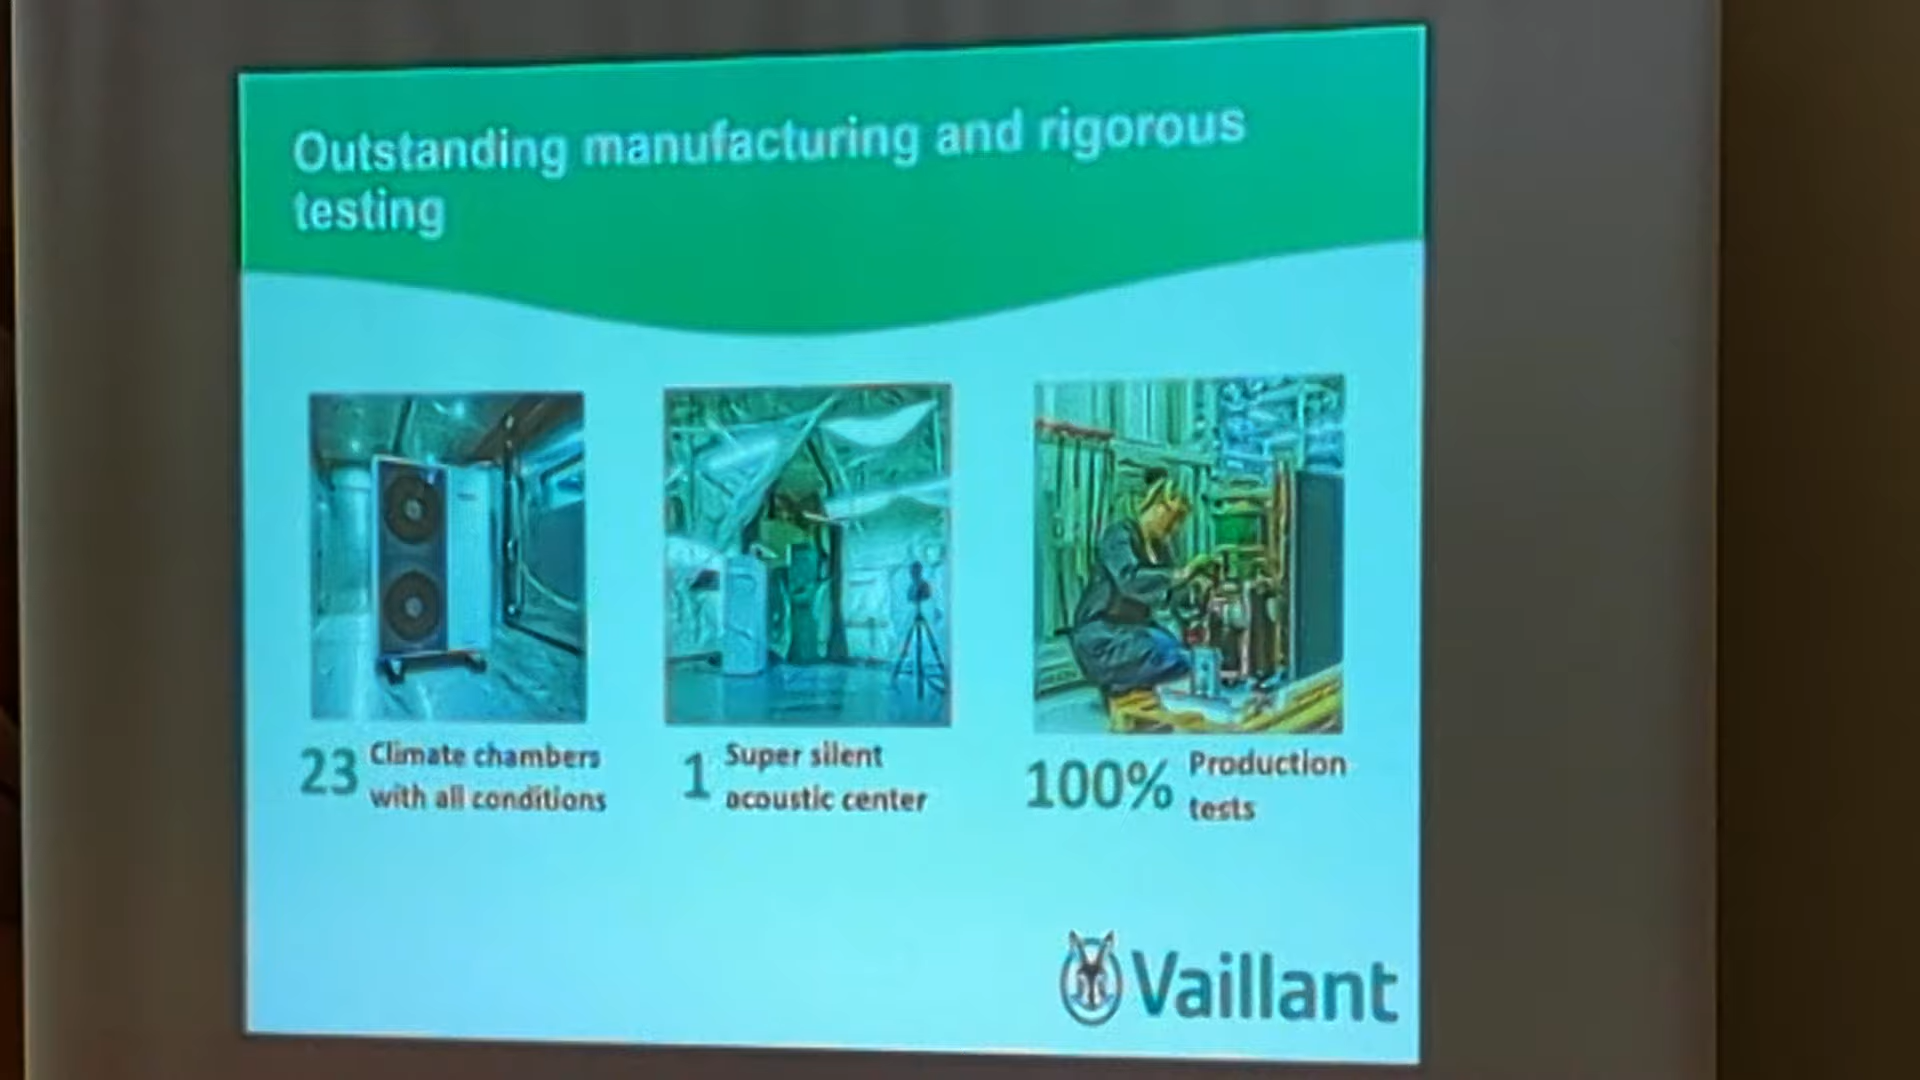 Outstanding manufacturing and rigorous
testing
23 Climate chambers
with all conditions
1 Super silent
acoustic center
100% Production
tests
Vaillant